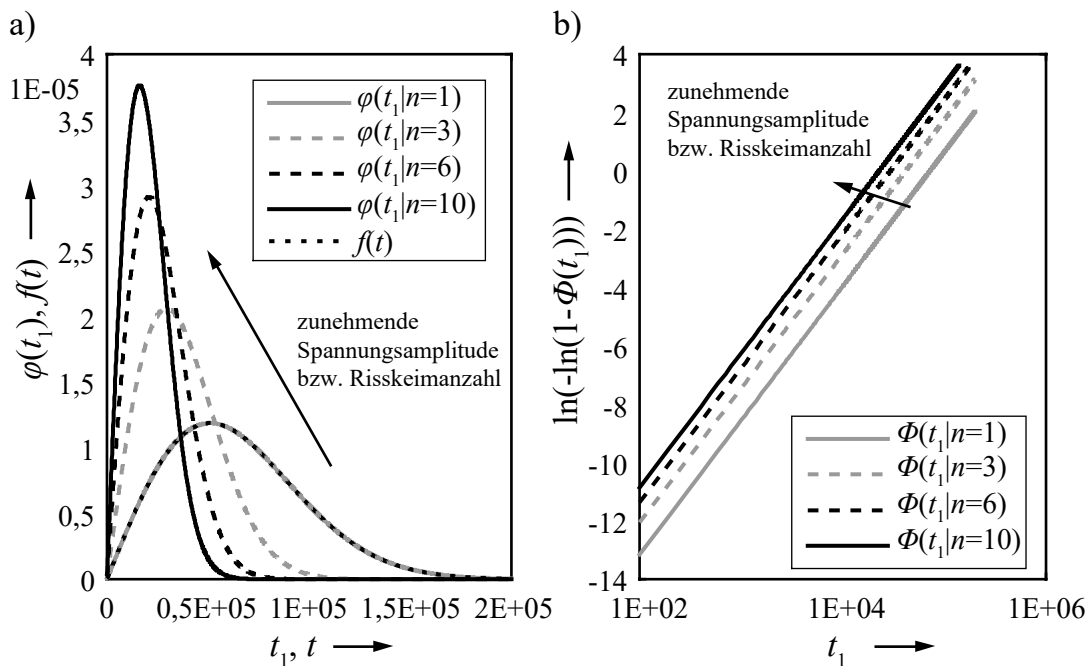 a)
4
1E-05
3,5
3
2,5
2
1,5
1
0,5
0
φ(t₁), f(t)
φ(t₁|n=1)
φ(t₁|n=3)
φ(t₁|n=6)
φ(t₁|n=10)
f(t)
zunehmende
Spannungsamplitude
bzw. Risskeimanzahl
0
0,5E+05
1E+05
1,5E+05
2E+05
t₁, t
b)
4
2
0
-2
-4
-6
-8
-10
-12
-14
ln(-ln(1-Φ(t₁)))
zunehmende
Spannungsamplitude
bzw. Risskeimanzahl
Φ(t₁|n=1)
Φ(t₁|n=3)
Φ(t₁|n=6)
Φ(t₁|n=10)
1E+02
1E+04
1E+06
t₁